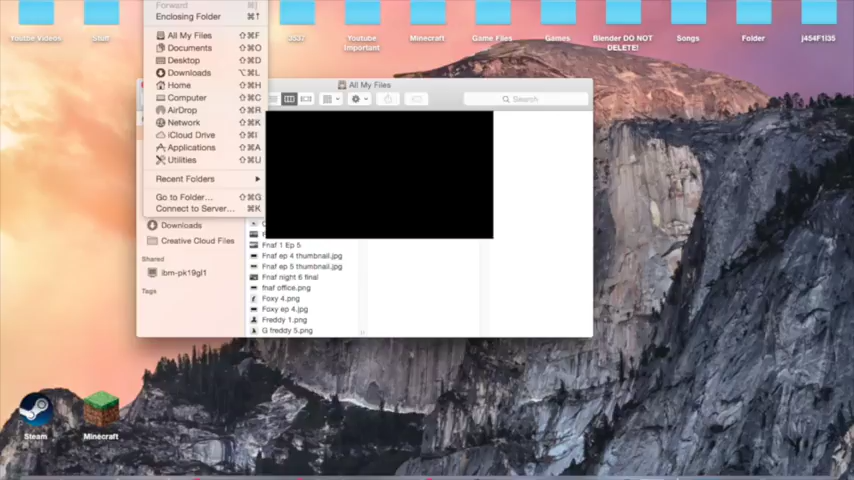 Forward
Enclosing Folder ⇧⌘↑
All My Files ⇧⌘F
Documents ⇧⌘O
Desktop ⇧⌘D
Downloads ⌥⌘L
Home ⇧⌘H
Computer ⇧⌘C
AirDrop ⇧⌘R
Network ⇧⌘K
iCloud Drive ⇧⌘I
Applications ⇧⌘A
Utilities ⇧⌘U
Recent Folders
Go to Folder... ⇧⌘G
Connect to Server... ⌘K
Youtube Videos
Stuff
Youtube
Important
Minecraft
Game Files
Games
Blender DO NOT
DELETE!
Songs
Folder
j454F1I35
All My Files
Search
Downloads
Creative Cloud Files
Shared
ibm-pk19gl1
Tags
Fnaf 1 Ep 5
Fnaf ep 4 thumbnail.jpg
Fnaf ep 5 thumbnail.jpg
Fnaf night 6 final
fnaf office.png
Foxy 4.png
Foxy ep 4.jpg
Freddy 1.png
G freddy 5.png
Steam
Minecraft